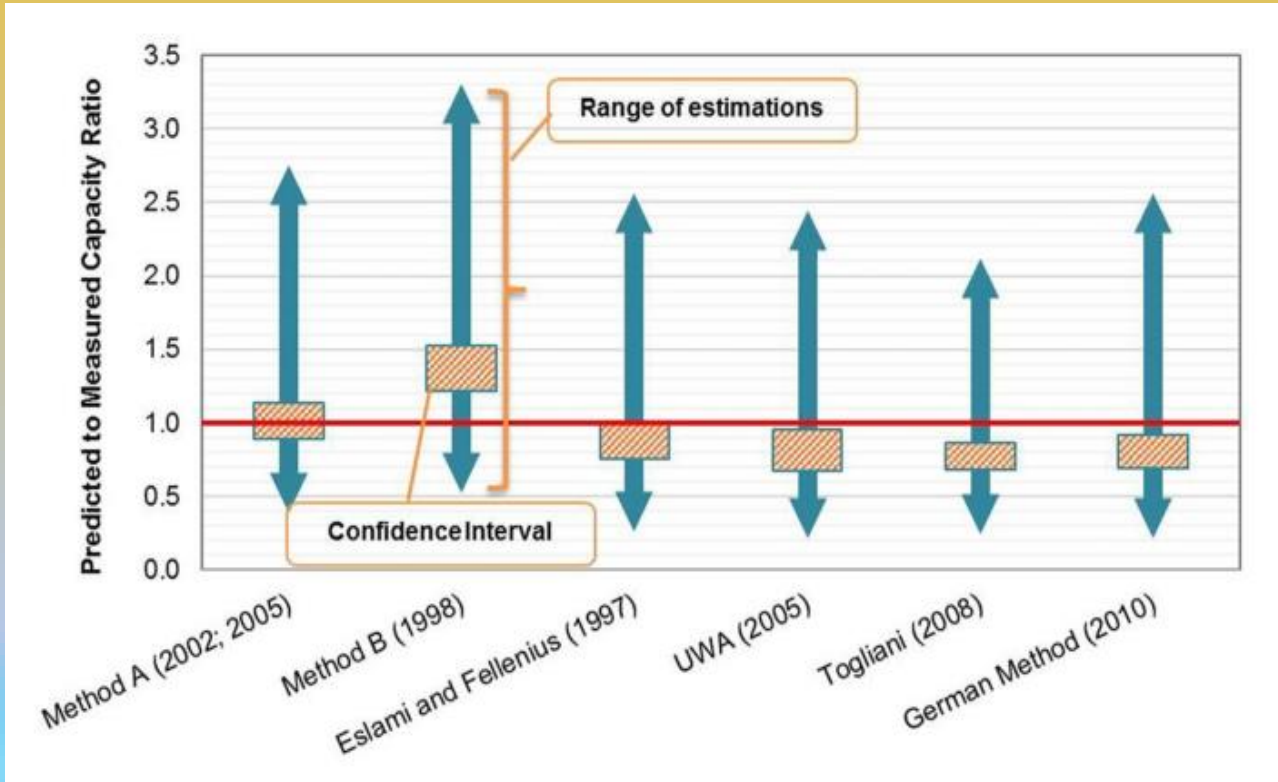 Predicted to Measured Capacity Ratio
3.5
3.0
2.5
2.0
1.5
1.0
0.5
0.0
Range of estimations
ConfidenceInterval
Method A (2002; 2005)
Method B (1998)
Eslami and Fellenius (1997)
UWA (2005)
Togliani (2008)
German Method (2010)